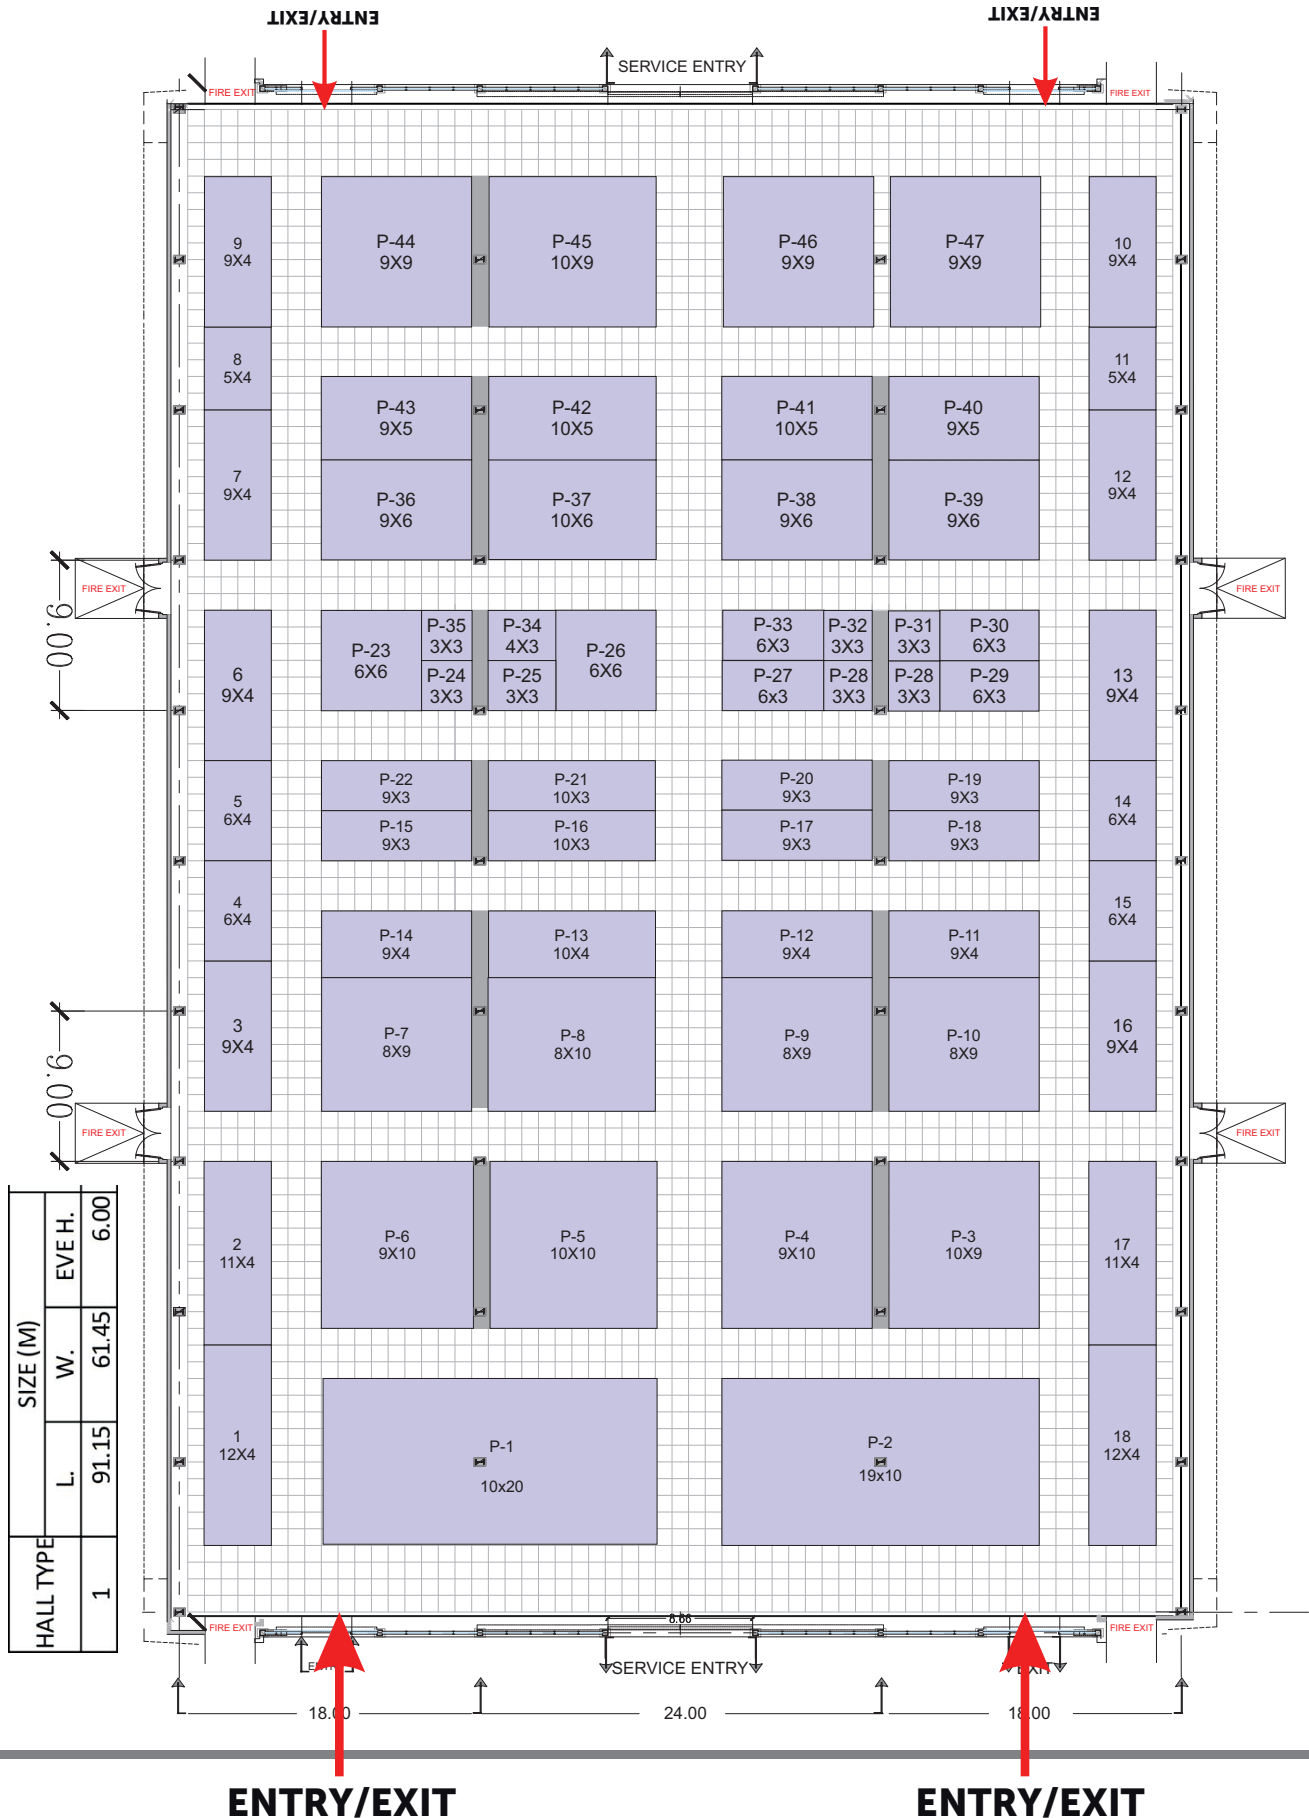 ENTRY/EXIT
ENTRY/EXIT
SERVICE ENTRY
FIRE EXIT
FIRE EXIT
9
9X4
P-44
9X9
P-45
10X9
P-46
9X9
P-47
9X9
10
9X4
8
5X4
11
5X4
P-43
9X5
P-42
10X5
P-41
10X5
P-40
9X5
7
9X4
P-36
9X6
P-37
10X6
P-38
9X6
P-39
9X6
12
9X4
FIRE EXIT
FIRE EXIT
9.00
6
9X4
P-23
6X6
P-35
3X3
P-24
3X3
P-34
4X3
P-25
3X3
P-26
6X6
P-33
6X3
P-32
3X3
P-31
3X3
P-30
6X3
P-27
6x3
P-28
3X3
P-28
3X3
P-29
6X3
13
9X4
5
6X4
P-22
9X3
P-21
10X3
P-20
9X3
P-19
9X3
14
6X4
P-15
9X3
P-16
10X3
P-17
9X3
P-18
9X3
4
6X4
P-14
9X4
P-13
10X4
P-12
9X4
P-11
9X4
15
6X4
3
9X4
P-7
8X9
P-8
8X10
P-9
8X9
P-10
8X9
16
9X4
9.00
FIRE EXIT
FIRE EXIT
2
11X4
P-6
9X10
P-5
10X10
P-4
9X10
P-3
10X9
17
11X4
1
12X4
P-1
10x20
P-2
19x10
18
12X4
HALL TYPE
SIZE (M)
L.
W.
EVE H.
1
91.15
61.45
6.00
FIRE EXIT
8.66
FIRE EXIT
SERVICE ENTRY
EXIT
18.00
24.00
18.00
ENTRY/EXIT
ENTRY/EXIT